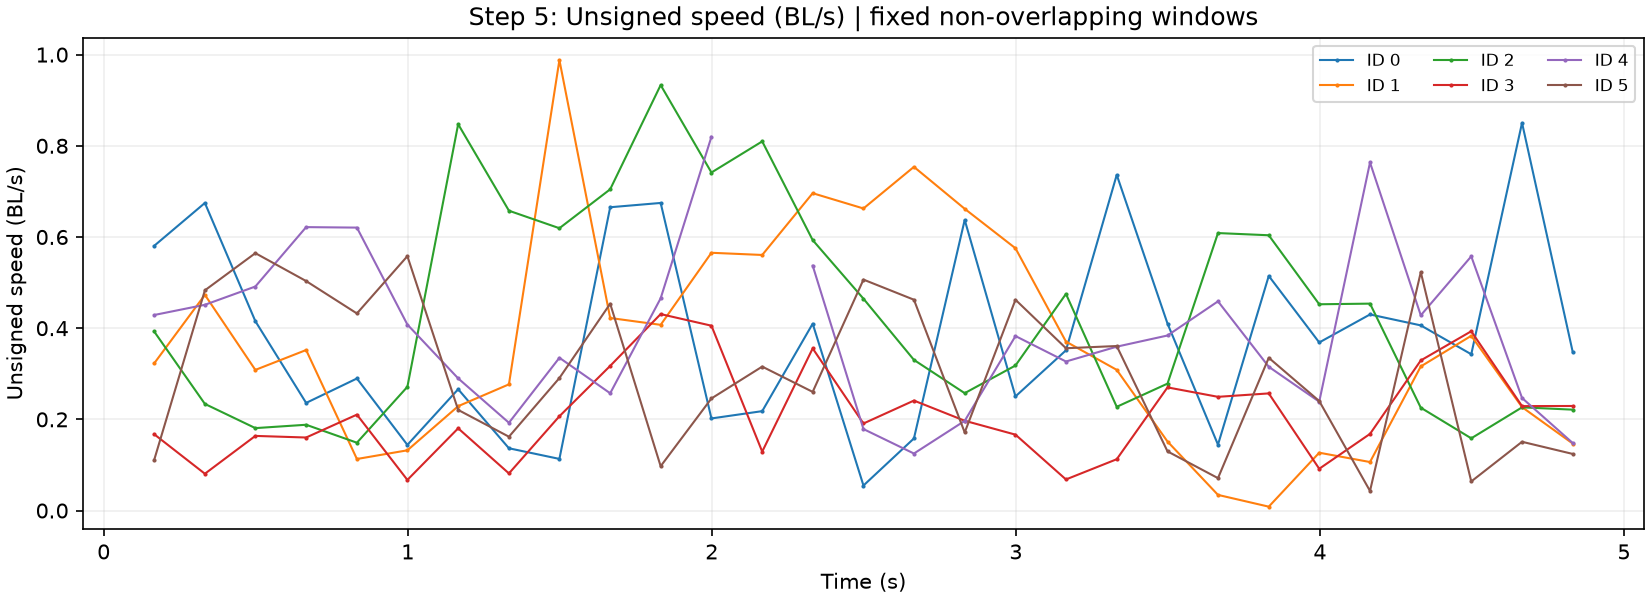 Step 5: Unsigned speed (BL/s) | fixed non-overlapping windows
Unsigned speed (BL/s)
1.0
0.8
0.6
0.4
0.2
0.0
ID 0 ID 2 ID 4
ID 1 ID 3 ID 5
0 1 2 3 4 5
Time (s)